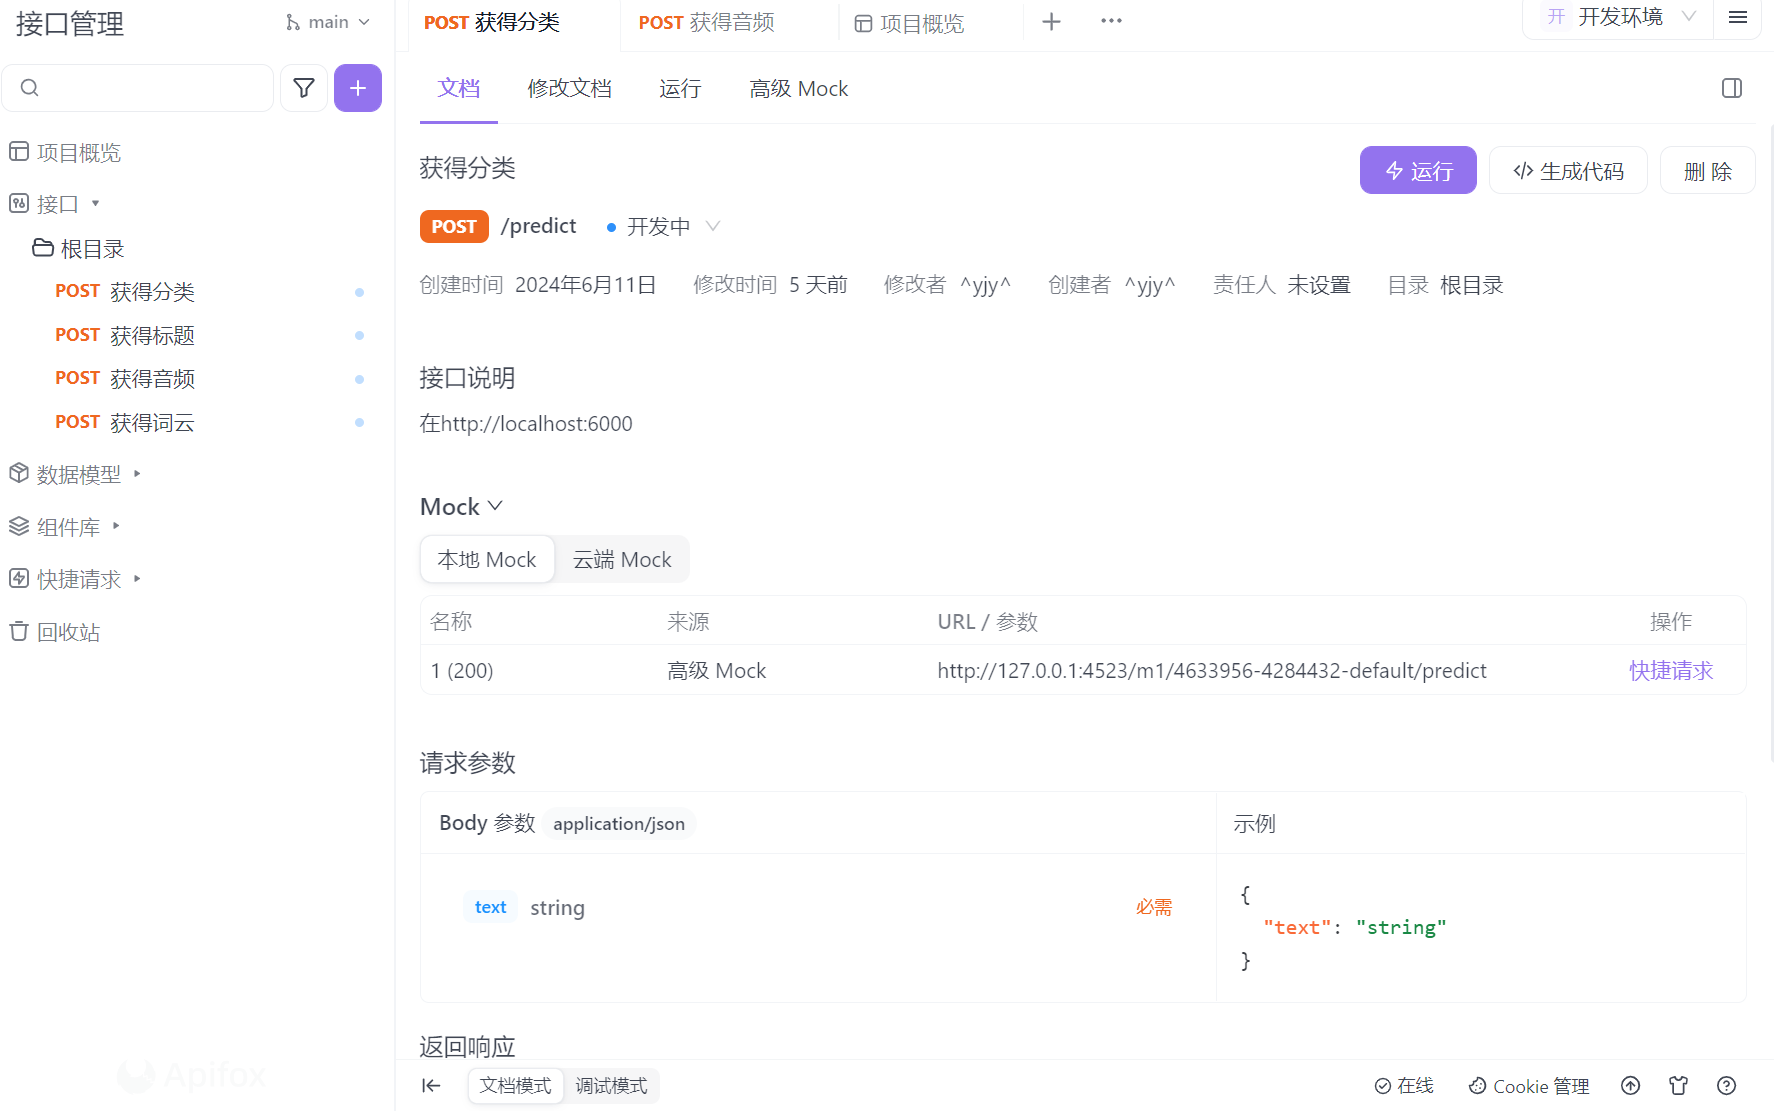 接口管理
main
项目概览
接口
根目录
POST 获得分类
POST 获得标题
POST 获得音频
POST 获得词云
数据模型
组件库
快捷请求
回收站
Apifox
POST 获得分类
POST 获得音频
项目概览
开 开发环境
文档
修改文档
运行
高级 Mock
获得分类
运行
生成代码
删 除
POST /predict 开发中
创建时间 2024年6月11日 修改时间 5 天前 修改者 ^yjy^ 创建者 ^yjy^ 责任人 未设置 目录 根目录
接口说明
在http://localhost:6000
Mock
本地 Mock 云端 Mock
名称 来源 URL / 参数 操作
1 (200) 高级 Mock http://127.0.0.1:4523/m1/4633956-4284432-default/predict 快捷请求
请求参数
Body 参数 application/json
text string 必需
示例
{
"text": "string"
}
返回响应
文档模式 调试模式
在线 Cookie 管理